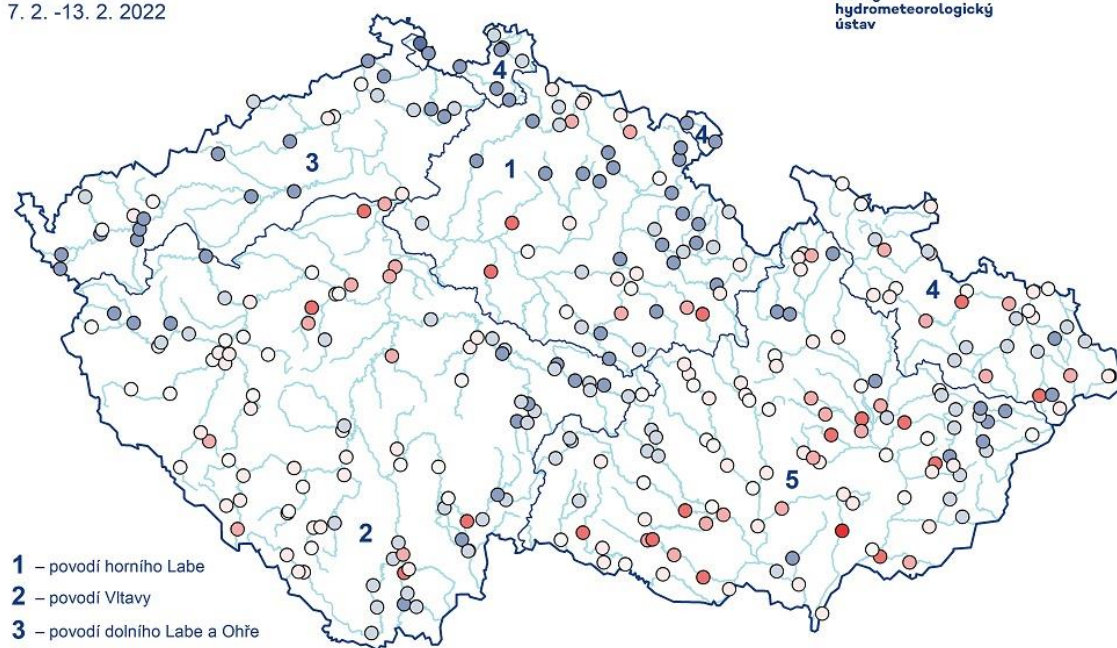 7. 2. -13. 2. 2022
hydrometeorologický
ústav
4
4
3
1
4
5
2
1 – povodí horního Labe
2 – povodí Vltavy
3 – povodí dolního Labe a Ohře